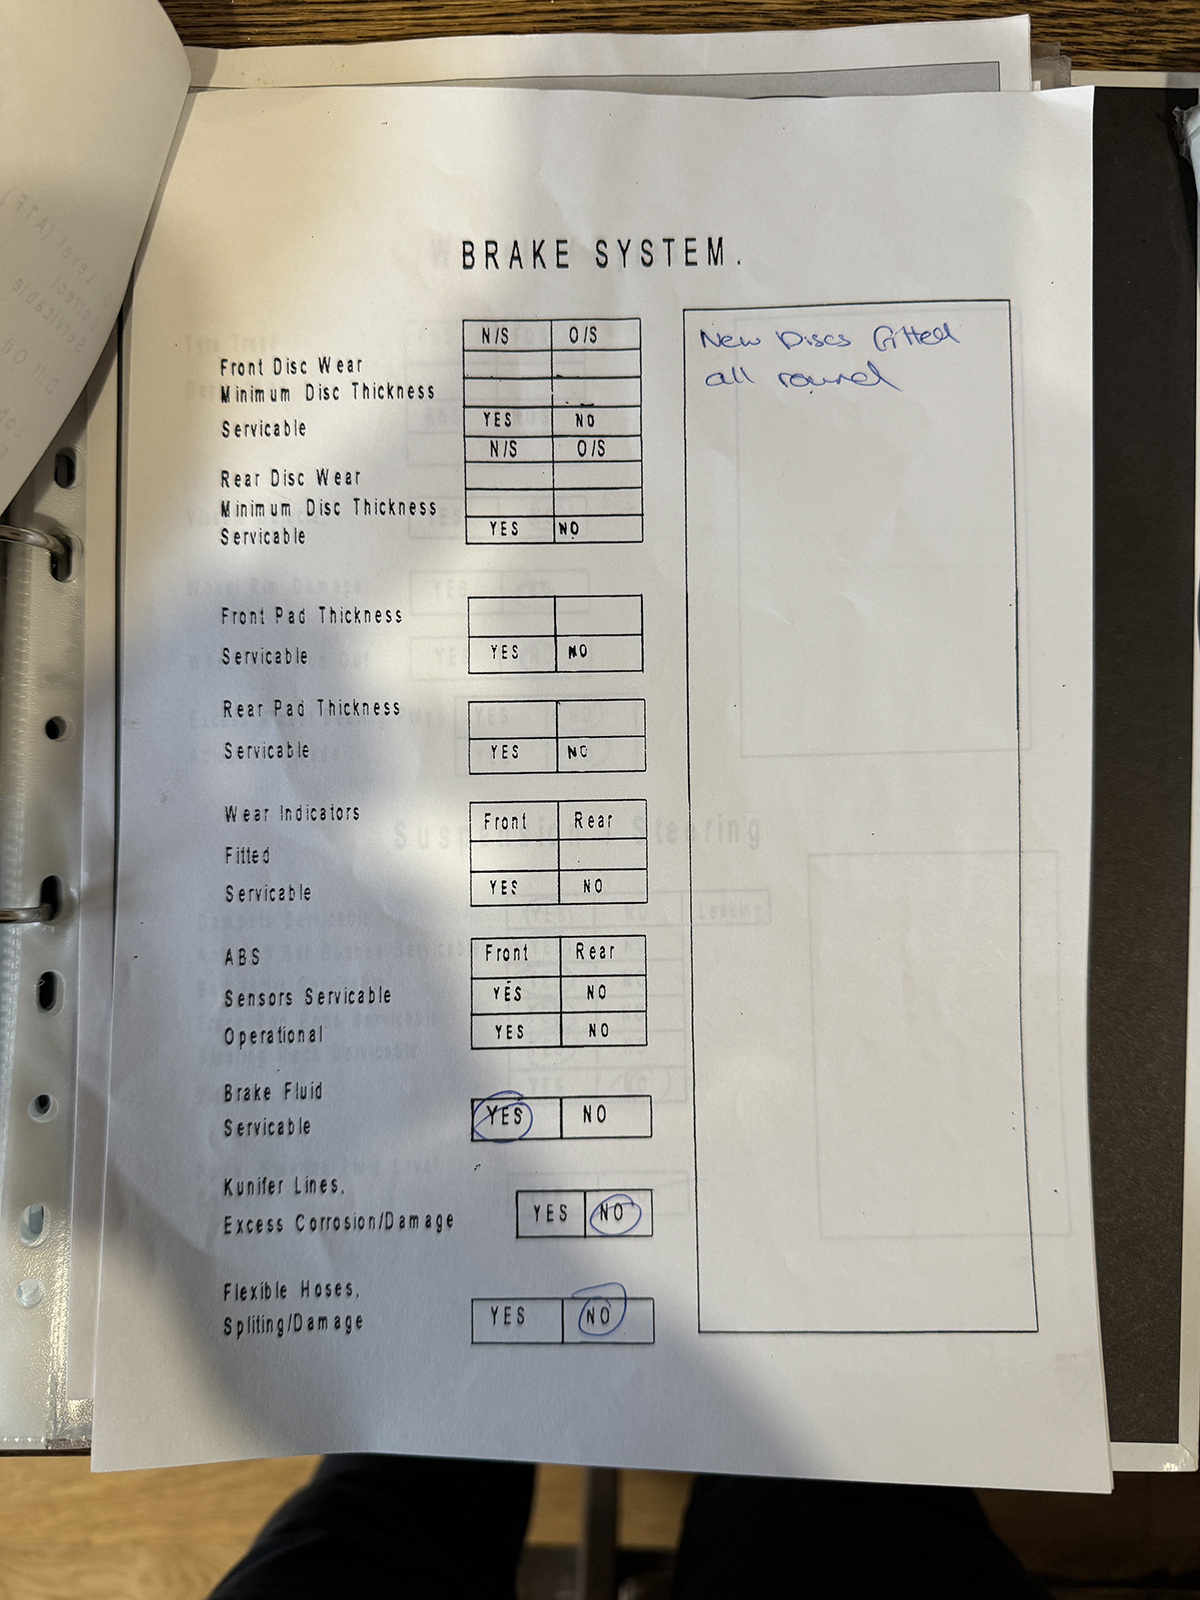 BRAKE SYSTEM.
N/S O/S
Front Disc Wear
Minimum Disc Thickness
Servicable YES NO
N/S O/S
Rear Disc Wear
Minimum Disc Thickness
Servicable YES NO
Front Pad Thickness
Servicable YES NO
Rear Pad Thickness
Servicable YES NO
Wear Indicators Front Rear
Fitted
Servicable YES NO
ABS Front Rear
Sensors Servicable YES NO
Operational YES NO
Brake Fluid
Servicable YES NO
Kunifer Lines,
Excess Corrosion/Damage YES NO
Flexible Hoses,
Spliting/Damage YES NO
New Discs fitted
all round